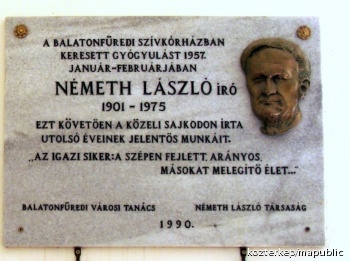 A BALATONFÜREDI SZÍVKÓRHÁZBAN
KERESETT GYÓGYULÁST 1957.
JANUÁR-FEBRUÁRJÁBAN
NÉMETH LÁSZLÓ ÍRÓ
1901 - 1975
EZT KÖVETŐEN A KÖZELI SAJKODON ÍRTA
UTOLSÓ ÉVEINEK JELENTŐS MUNKÁIT.
„AZ IGAZI SIKER: A SZÉPEN FEJLETT, ARÁNYOS,
MÁSOKAT MELEGÍTŐ ÉLET..."
BALATONFÜREDI VÁROSI TANÁCS NÉMETH LÁSZLÓ TÁRSASÁG
1990.
kozterkep/mapublic